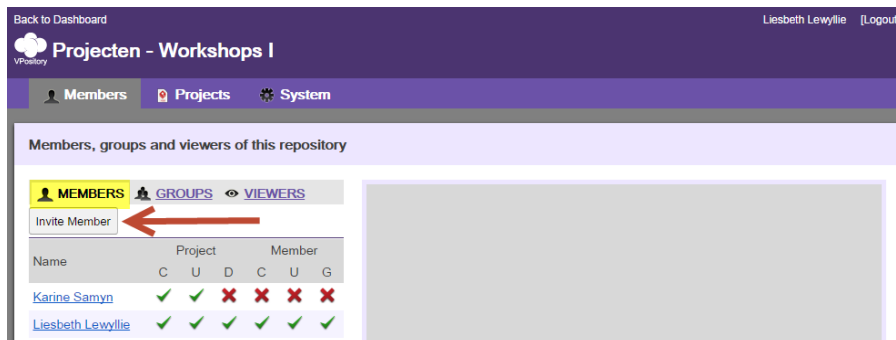 Back to Dashboard
Liesbeth Lewyllie [Logout
VPository
Projecten - Workshops I
Members Projects System
Members, groups and viewers of this repository
MEMBERS GROUPS VIEWERS
Invite Member
Name Project Member
C U D C U G
Karine Samyn
Liesbeth Lewyllie